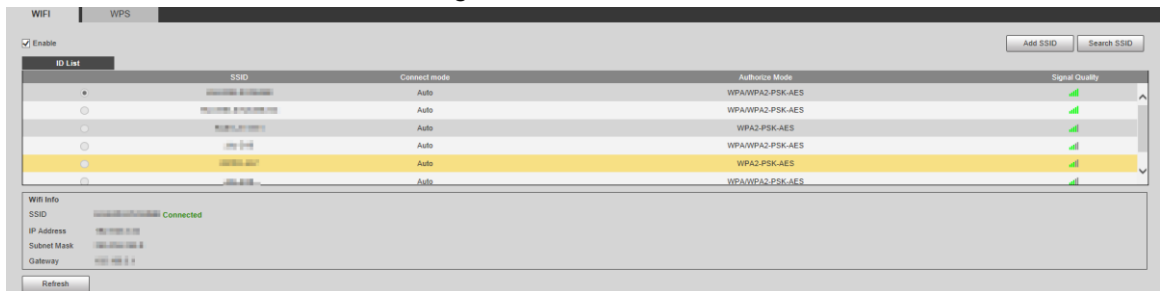 WIFI WPS
Enable
Add SSID Search SSID
ID List
SSID Connect mode Authorize Mode Signal Quality
Auto WPA/WPA2-PSK-AES
Auto WPA/WPA2-PSK-AES
Auto WPA2-PSK-AES
Auto WPA/WPA2-PSK-AES
Auto WPA2-PSK-AES
Auto WPA/WPA2-PSK-AES
Wifi Info
SSID Connected
IP Address
Subnet Mask
Gateway
Refresh